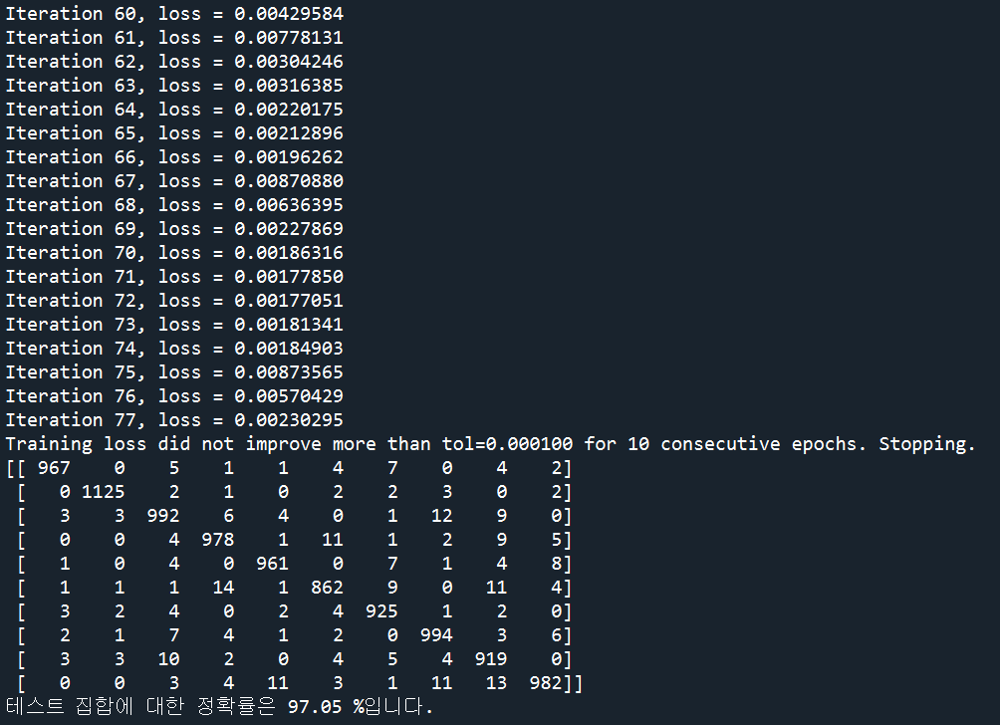 Iteration 60, loss = 0.00429584
Iteration 61, loss = 0.00778131
Iteration 62, loss = 0.00304246
Iteration 63, loss = 0.00316385
Iteration 64, loss = 0.00220175
Iteration 65, loss = 0.00212896
Iteration 66, loss = 0.00196262
Iteration 67, loss = 0.00870880
Iteration 68, loss = 0.00636395
Iteration 69, loss = 0.00227869
Iteration 70, loss = 0.00186316
Iteration 71, loss = 0.00177850
Iteration 72, loss = 0.00177051
Iteration 73, loss = 0.00181341
Iteration 74, loss = 0.00184903
Iteration 75, loss = 0.00873565
Iteration 76, loss = 0.00570429
Iteration 77, loss = 0.00230295
Training loss did not improve more than tol=0.000100 for 10 consecutive epochs. Stopping.
[[ 967    0    5    1    1    4    7    0    4    2]
 [   0 1125    2    1    0    2    2    3    0    2]
 [   3    3  992    6    4    0    1   12    9    0]
 [   0    0    4  978    1   11    1    2    9    5]
 [   1    0    4    0  961    0    7    1    4    8]
 [   1    1    1   14    1  862    9    0   11    4]
 [   3    2    4    0    2    4  925    1    2    0]
 [   2    1    7    4    1    2    0  994    3    6]
 [   3    3   10    2    0    4    5    4  919    0]
 [   0    0    3    4   11    3    1   11   13  982]]
테스트 집합에 대한 정확률은 97.05 %입니다.